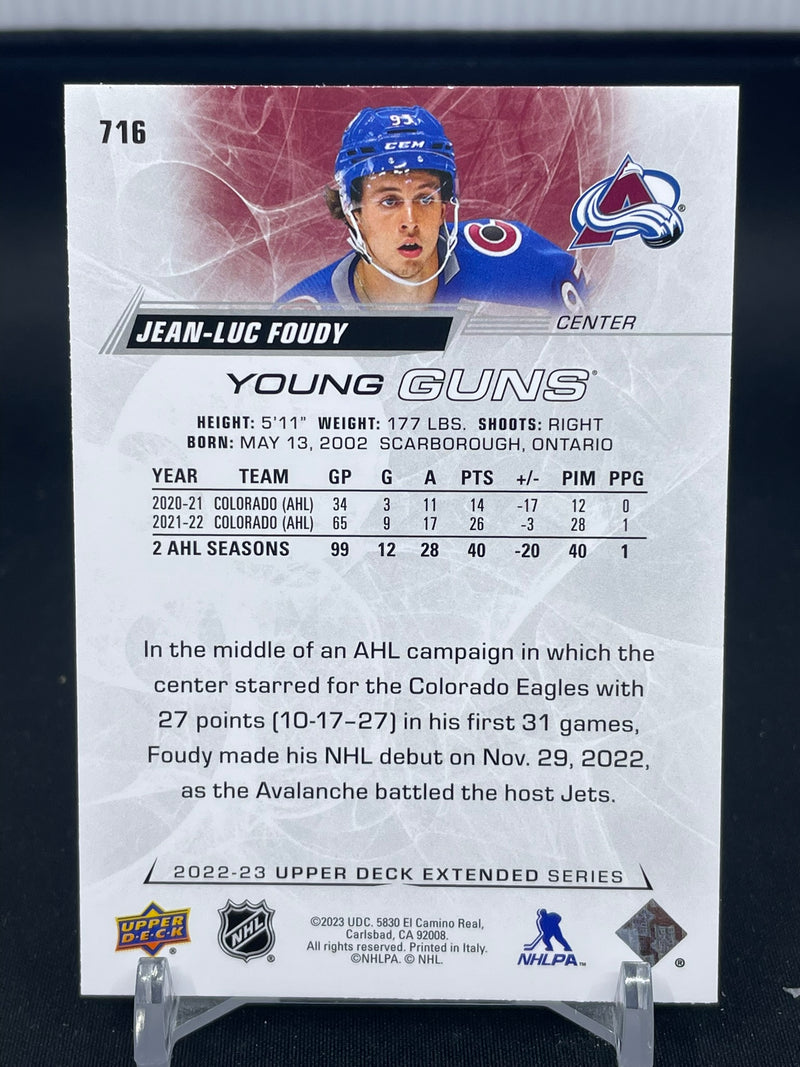 716
93
CEM
C
9
A
®
JEAN-LUC FOUDY
CENTER
YOUNG GUNS®
HEIGHT: 5'11" WEIGHT: 177 LBS. SHOOTS: RIGHT
BORN: MAY 13, 2002 SCARBOROUGH, ONTARIO
YEAR TEAM GP G A PTS +/- PIM PPG
2020-21 COLORADO (AHL) 34 3 11 14 -17 12 0
2021-22 COLORADO (AHL) 65 9 17 26 -3 28 1
2 AHL SEASONS 99 12 28 40 -20 40 1
In the middle of an AHL campaign in which the
center starred for the Colorado Eagles with
27 points (10-17–27) in his first 31 games,
Foudy made his NHL debut on Nov. 29, 2022,
as the Avalanche battled the host Jets.
2022-23 UPPER DECK EXTENDED SERIES
UPPER
D·E·C·K
®
NHL
®
©2023 UDC. 5830 El Camino Real,
Carlsbad, CA 92008.
All rights reserved. Printed in Italy.
©NHLPA. © NHL.
NHLPA™
®